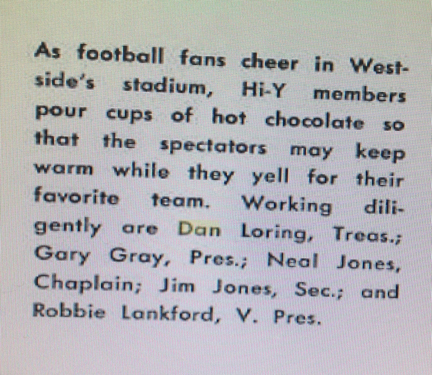 As football fans cheer in West-
side's stadium, Hi-Y members
pour cups of hot chocolate so
that the spectators may keep
warm while they yell for their
favorite team. Working dili-
gently are Dan Loring, Treas.;
Gary Gray, Pres.; Neal Jones,
Chaplain; Jim Jones, Sec.; and
Robbie Lankford, V. Pres.